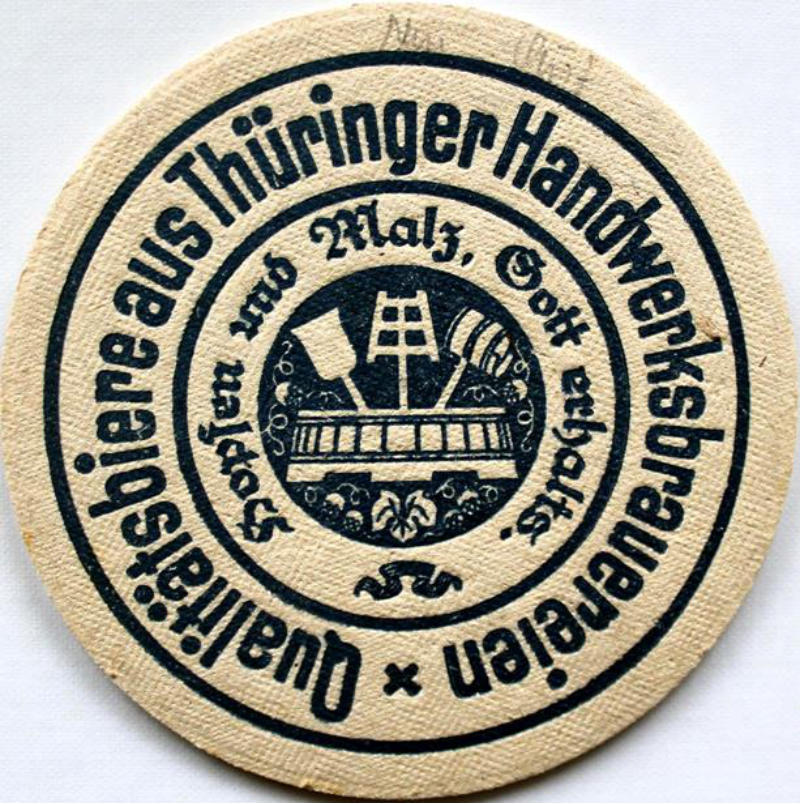 Qualitätsbiere aus Thüringer Handwerksbrauereien ×
Hopfen und Malz, Gott erhalts!